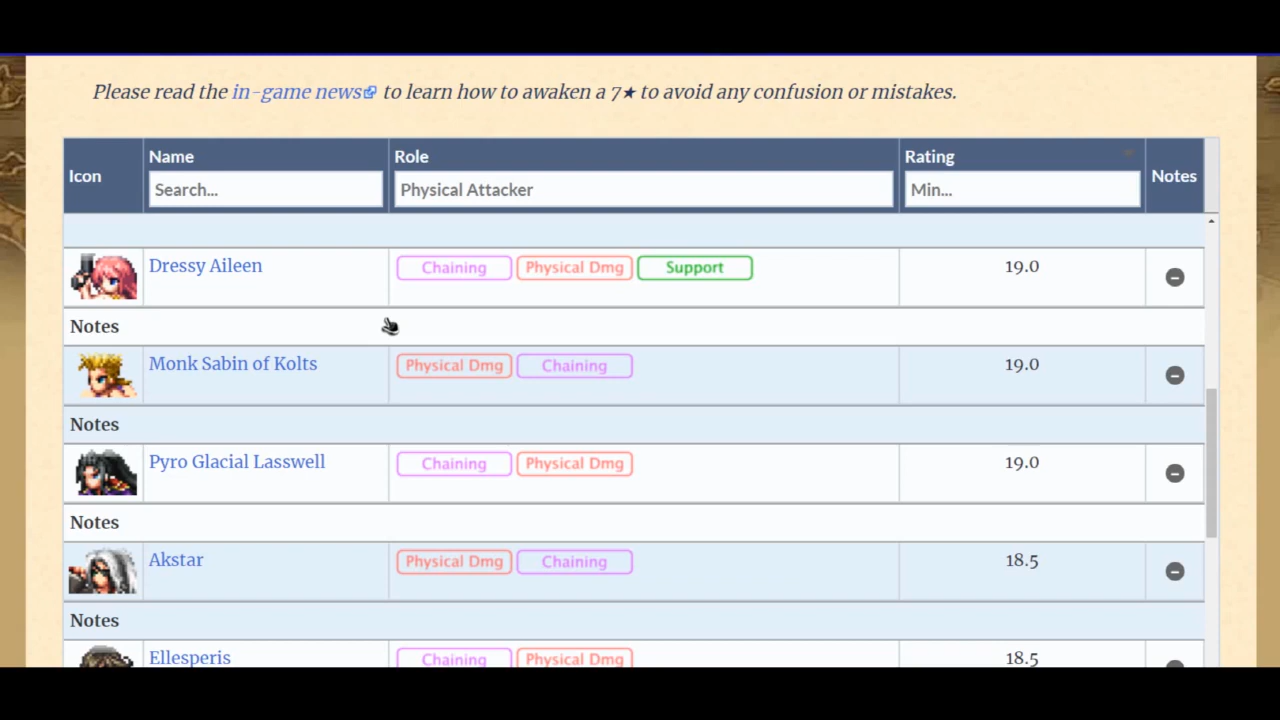 Please read the in-game news to learn how to awaken a 7★ to avoid any confusion or mistakes.
Icon Name Role Rating Notes
Search... Physical Attacker Min...
Dressy Aileen Chaining Physical Dmg Support 19.0
Notes
Monk Sabin of Kolts Physical Dmg Chaining 19.0
Notes
Pyro Glacial Lasswell Chaining Physical Dmg 19.0
Notes
Akstar Physical Dmg Chaining 18.5
Notes
Ellesperis Chaining Physical Dmg 18.5